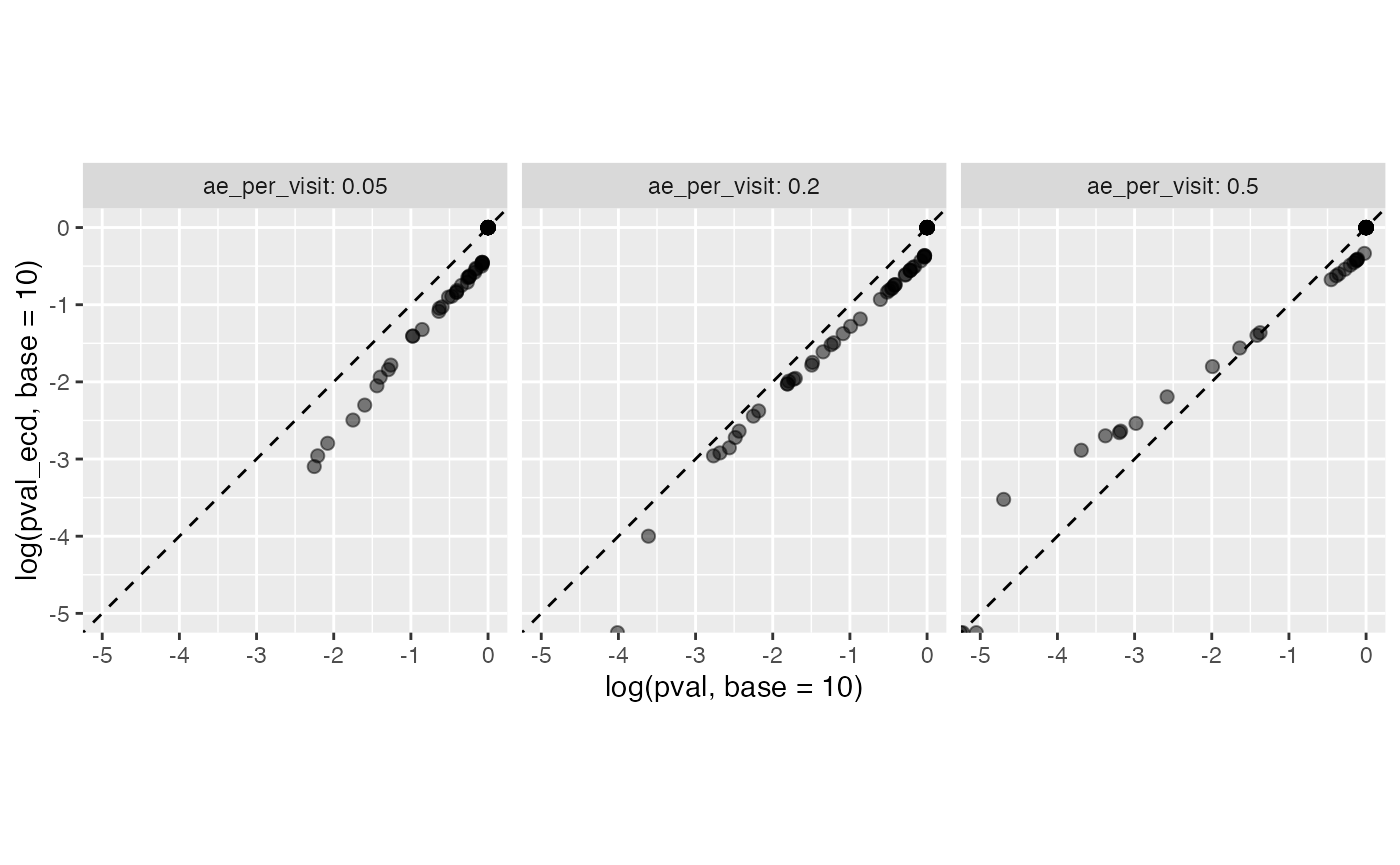 ae_per_visit: 0.05 ae_per_visit: 0.2 ae_per_visit: 0.5
log(pval_ecd, base = 10)
0
-1
-2
-3
-4
-5
-5 -4 -3 -2 -1 0 -5 -4 -3 -2 -1 0 -5 -4 -3 -2 -1 0
log(pval, base = 10)